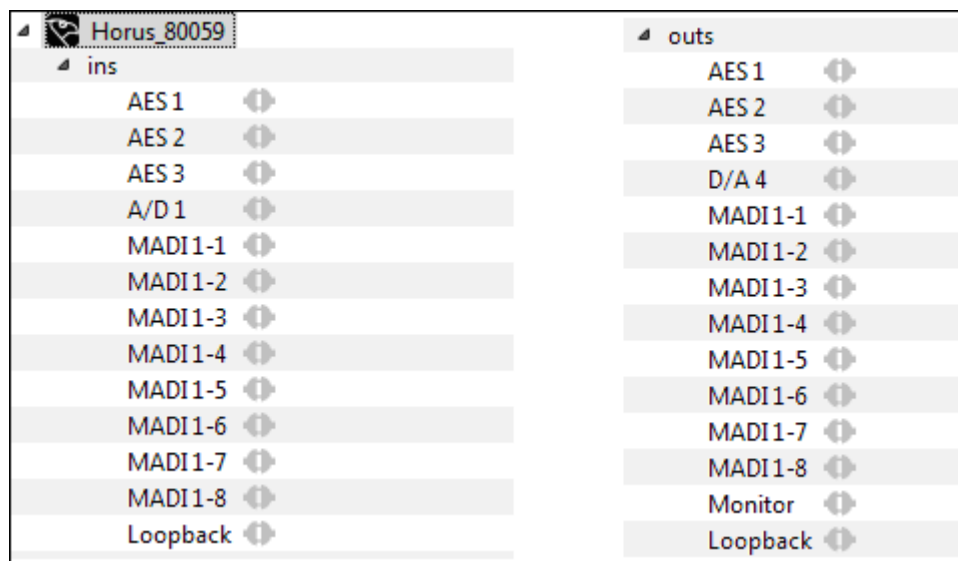 Horus_80059
ins
AES 1
AES 2
AES 3
A/D 1
MADI 1-1
MADI 1-2
MADI 1-3
MADI 1-4
MADI 1-5
MADI 1-6
MADI 1-7
MADI 1-8
Loopback
outs
AES 1
AES 2
AES 3
D/A 4
MADI 1-1
MADI 1-2
MADI 1-3
MADI 1-4
MADI 1-5
MADI 1-6
MADI 1-7
MADI 1-8
Monitor
Loopback